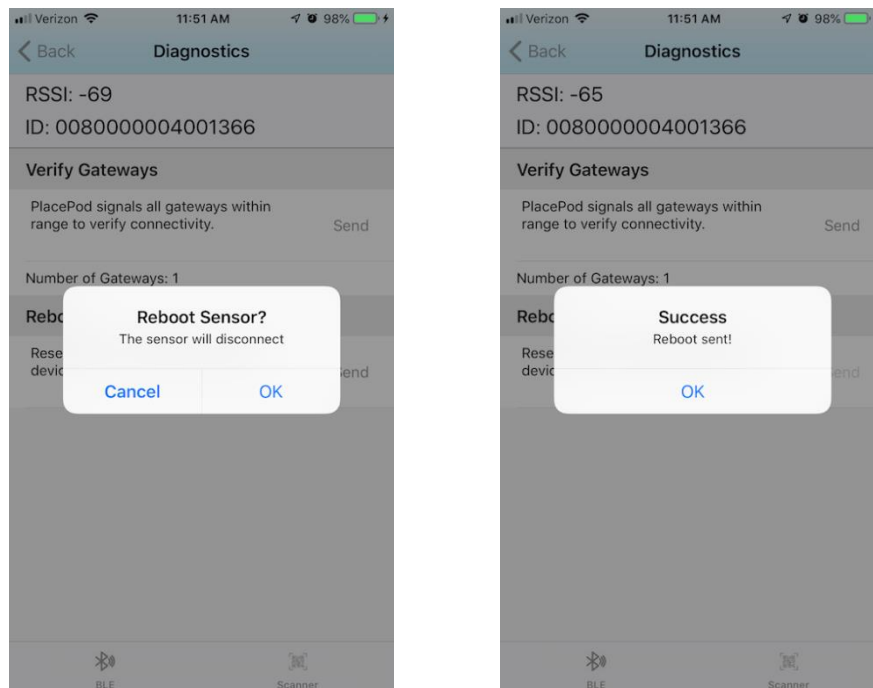 Verizon 11:51 AM 98%
Back Diagnostics
RSSI: -69
ID: 0080000004001366
Verify Gateways
PlacePod signals all gateways within
range to verify connectivity.
Send
Number of Gateways: 1
Reboot Sensor?
The sensor will disconnect
Cancel OK
BLE Scanner
Verizon 11:51 AM 98%
Back Diagnostics
RSSI: -65
ID: 0080000004001366
Verify Gateways
PlacePod signals all gateways within
range to verify connectivity.
Send
Number of Gateways: 1
Success
Reboot sent!
OK
BLE Scanner